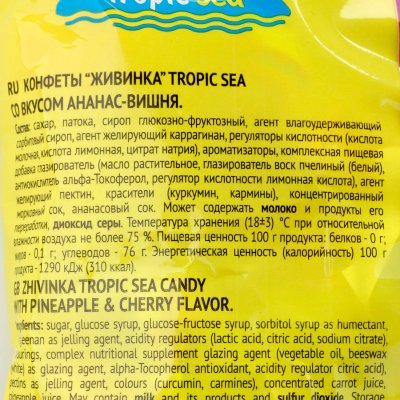 Tropic Sea
RU КОНФЕТЫ "ЖИВИНКА" TROPIC SEA
СО ВКУСОМ АНАНАС-ВИШНЯ.
Состав: сахар, патока, сироп глюкозно-фруктозный, агент влагоудерживающий
сорбитовый сироп, агент желирующий каррагинан, регуляторы кислотности (кислота
молочная, кислота лимонная, цитрат натрия), ароматизаторы, комплексная пищевая
добавка глазирователь (масло растительное, глазирователь воск пчелиный (белый),
антиокислитель альфа-Токоферол, регулятор кислотности лимонная кислота), агент
желирующий пектин, красители (куркумин, кармины), концентрированный
морковный сок, ананасовый сок. Может содержать молоко и продукты его
переработки, диоксид серы. Температура хранения (18±3) °С при относительной
влажности воздуха не более 75 %. Пищевая ценность 100 г продукта: белков - 0 г;
жиров - 0,1 г; углеводов - 76 г. Энергетическая ценность (калорийность) 100 г
продукта - 1290 кДж (310 ккал).
GB ZHIVINKA TROPIC SEA CANDY
WITH PINEAPPLE & CHERRY FLAVOR.
Ingredients: sugar, glucose syrup, glucose-fructose syrup, sorbitol syrup as humectant,
geenan as jelling agent, acidity regulators (lactic acid, citric acid, sodium citrate),
ourings, complex nutritional supplement glazing agent (vegetable oil, beeswax
white) as glazing agent, alpha-Tocopherol antioxidant, acidity regulator citric acid),
pectins as jelling agent, colours (curcumin, carmines), concentrated carrot juice,
pineapple juice. May contain milk and its products and sulfur dioxide. Storage